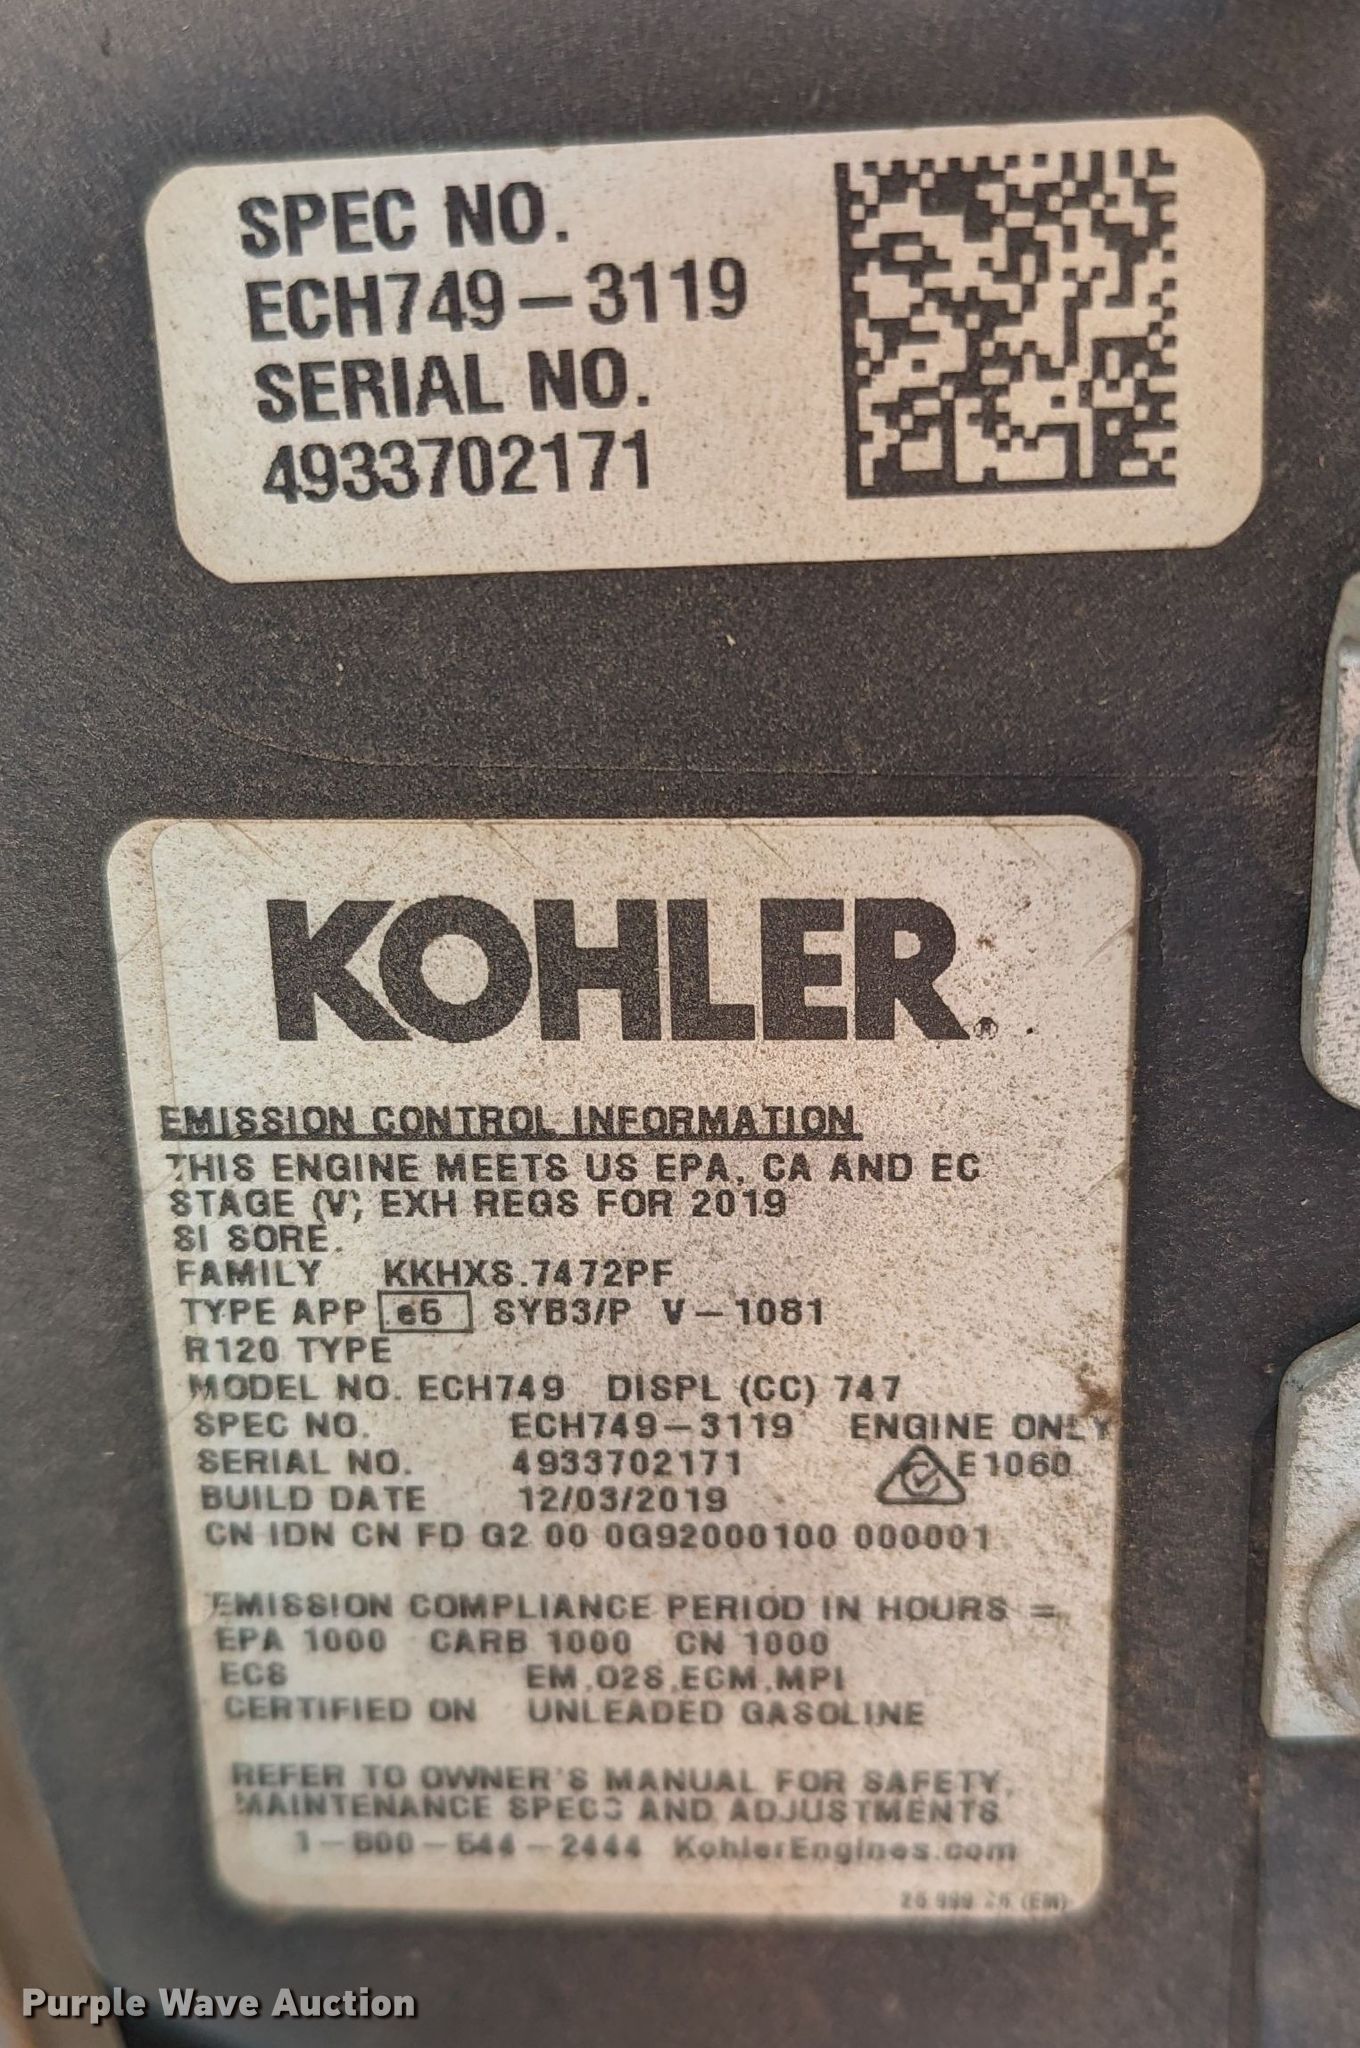 SPEC NO.
ECH749-3119
SERIAL NO.
4933702171
KOHLER
EMISSION CONTROL INFORMATION
THIS ENGINE MEETS US EPA, CA AND EC
STAGE (V) EXH REGS FOR 2019
SI SORE.
FAMILY KKHXS.7472PF
TYPE APP e5 SYB3/P V-1081
R120 TYPE
MODEL NO. ECH749 DISPL (CC) 747
SPEC NO. ECH749-3119 ENGINE ONLY
SERIAL NO. 4933702171 E1060
BUILD DATE 12/03/2019
CN IDN CN FD G2 00 0G92000100 000001
EMISSION COMPLIANCE PERIOD IN HOURS =
EPA 1000 CARB 1000 CN 1000
ECS EM,O2S,ECM,MPI
CERTIFIED ON UNLEADED GASOLINE
REFER TO OWNER'S MANUAL FOR SAFETY,
MAINTENANCE SPECS AND ADJUSTMENTS
1-800-544-2444 KohlerEngines.com
Purple Wave Auction